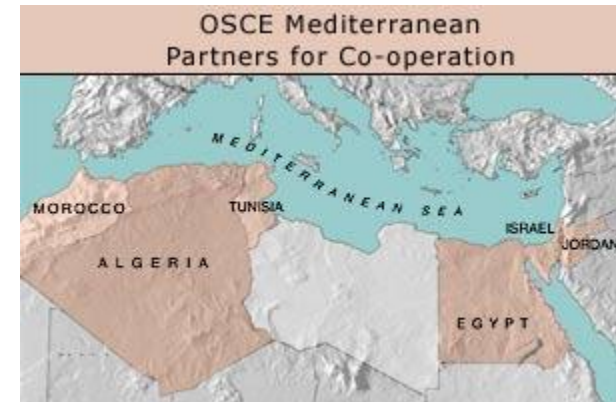 OSCE Mediterranean
Partners for Co-operation
MEDITERRANEAN SEA
MOROCCO
TUNISIA
ISRAEL
JORDAN
ALGERIA
EGYPT